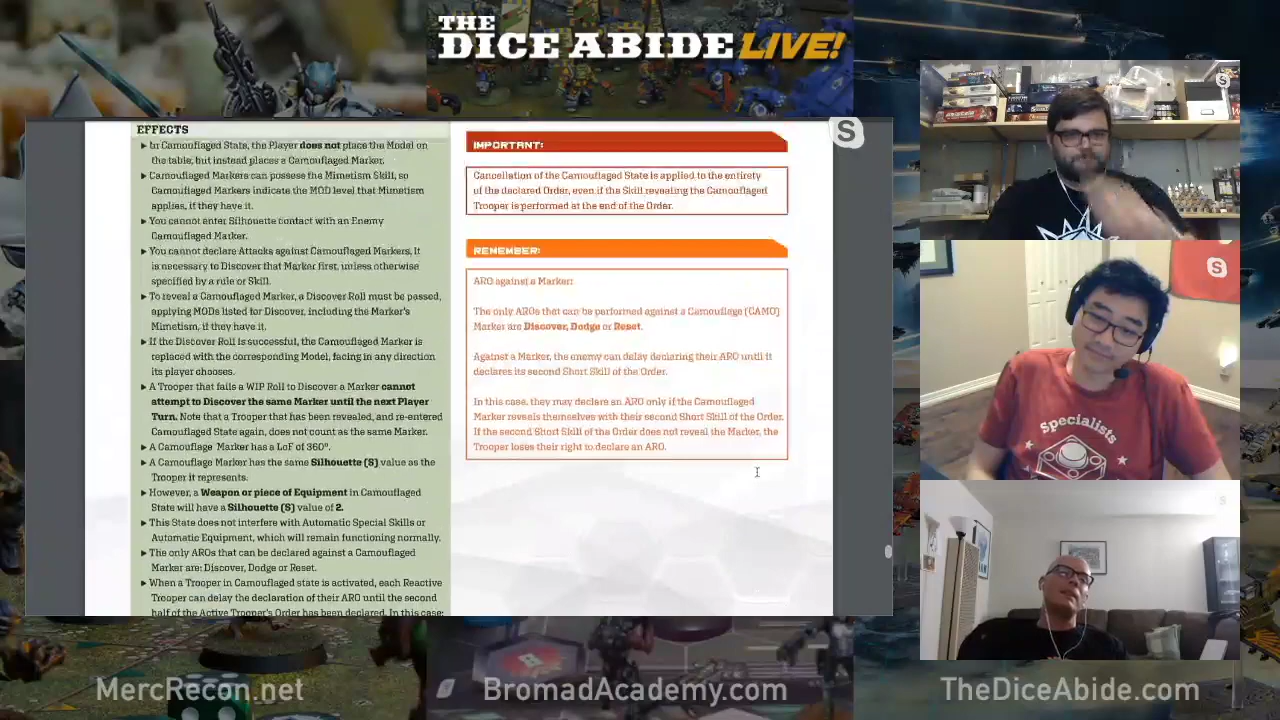 THE
DICE ABIDE LIVE!
EFFECTS
▶ In Camouflaged State, the Player does not place the Model on
the table, but instead places a Camouflaged Marker.
▶ Camouflaged Markers can possess the Mimetism Skill, so
Camouflaged Markers indicate the MOD level that Mimetism
applies, if they have it.
▶ You cannot enter Silhouette contact with an Enemy
Camouflaged Marker.
▶ You cannot declare Attacks against Camouflaged Markers, it
is necessary to Discover that Marker first, unless otherwise
specified by a rule or Skill.
▶ To reveal a Camouflaged Marker, a Discover Roll must be passed,
applying MODs listed for Discover, including the Marker's
Mimetism, if they have it.
▶ If the Discover Roll is successful, the Camouflaged Marker is
replaced with the corresponding Model, facing in any direction
its player chooses.
▶ A Trooper that fails a WIP Roll to Discover a Marker cannot
attempt to Discover the same Marker until the next Player
Turn. Note that a Trooper that has been revealed, and re-entered
Camouflaged State again, does not count as the same Marker.
▶ A Camouflage Marker has a LoF of 360º.
▶ A Camouflage Marker has the same Silhouette (S) value as the
Trooper it represents.
▶ However, a Weapon or piece of Equipment in Camouflaged
State will have a Silhouette (S) value of 2.
▶ This State does not interfere with Automatic Special Skills or
Automatic Equipment, which will remain functioning normally.
▶ The only AROs that can be declared against a Camouflaged
Marker are: Discover, Dodge or Reset.
▶ When a Trooper in Camouflaged state is activated, each Reactive
Trooper can delay the declaration of their ARO until the second
half of the Active Trooper's Order has been declared. In this case:
IMPORTANT:
Cancellation of the Camouflaged State is applied to the entirety
of the declared Order, even if the Skill revealing the Camouflaged
Trooper is performed at the end of the Order.
REMEMBER:
ARO against a Marker:
The only AROs that can be performed against a Camouflage (CAMO)
Marker are Discover, Dodge or Reset.
Against a Marker, the enemy can delay declaring their ARO until it
declares its second Short Skill of the Order.
In this case, they may declare an ARO only if the Camouflaged
Marker reveals themselves with their second Short Skill of the Order.
If the second Short Skill of the Order does not reveal the Marker, the
Trooper loses their right to declare an ARO.
S
S
S
S
Specialists
MercRecon.net
BromadAcademy.com
TheDiceAbide.com